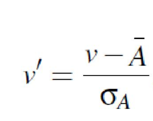 v′ = (v − Ā) / σ_A